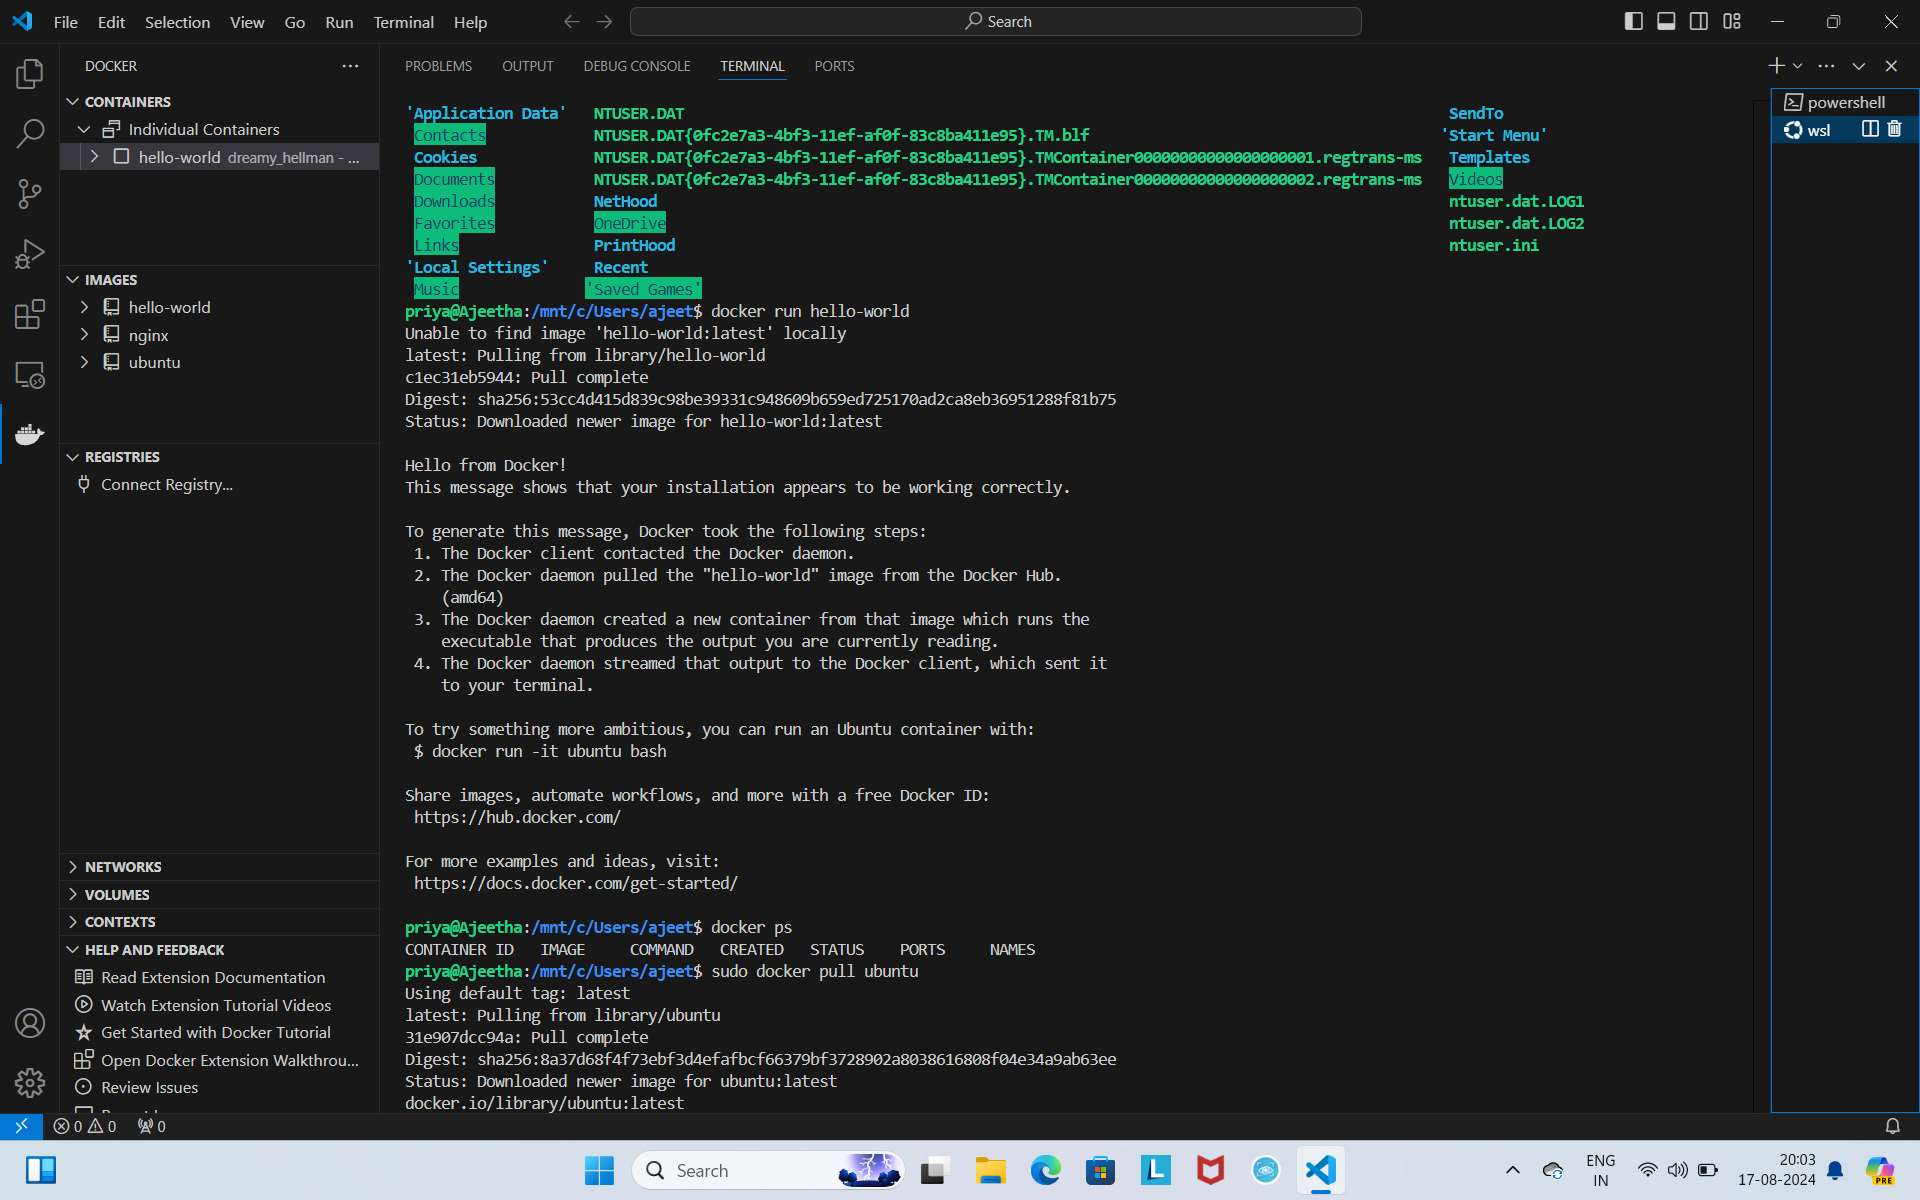 File Edit Selection View Go Run Terminal Help
Search
DOCKER
CONTAINERS
Individual Containers
hello-world dreamy_hellman - ...
IMAGES
hello-world
nginx
ubuntu
REGISTRIES
Connect Registry...
NETWORKS
VOLUMES
CONTEXTS
HELP AND FEEDBACK
Read Extension Documentation
Watch Extension Tutorial Videos
Get Started with Docker Tutorial
Open Docker Extension Walkthrou...
Review Issues
PROBLEMS OUTPUT DEBUG CONSOLE TERMINAL PORTS
'Application Data' NTUSER.DAT SendTo
Contacts NTUSER.DAT{0fc2e7a3-4bf3-11ef-af0f-83c8ba411e95}.TM.blf 'Start Menu'
Cookies NTUSER.DAT{0fc2e7a3-4bf3-11ef-af0f-83c8ba411e95}.TMContainer00000000000000000001.regtrans-ms Templates
Documents NTUSER.DAT{0fc2e7a3-4bf3-11ef-af0f-83c8ba411e95}.TMContainer00000000000000000002.regtrans-ms Videos
Downloads NetHood ntuser.dat.LOG1
Favorites OneDrive ntuser.dat.LOG2
Links PrintHood ntuser.ini
'Local Settings' Recent
Music 'Saved Games'
priya@Ajeetha:/mnt/c/Users/ajeet$ docker run hello-world
Unable to find image 'hello-world:latest' locally
latest: Pulling from library/hello-world
c1ec31eb5944: Pull complete
Digest: sha256:53cc4d415d839c98be39331c948609b659ed725170ad2ca8eb36951288f81b75
Status: Downloaded newer image for hello-world:latest
Hello from Docker!
This message shows that your installation appears to be working correctly.
To generate this message, Docker took the following steps:
1. The Docker client contacted the Docker daemon.
2. The Docker daemon pulled the "hello-world" image from the Docker Hub.
(amd64)
3. The Docker daemon created a new container from that image which runs the
executable that produces the output you are currently reading.
4. The Docker daemon streamed that output to the Docker client, which sent it
to your terminal.
To try something more ambitious, you can run an Ubuntu container with:
$ docker run -it ubuntu bash
Share images, automate workflows, and more with a free Docker ID:
https://hub.docker.com/
For more examples and ideas, visit:
https://docs.docker.com/get-started/
priya@Ajeetha:/mnt/c/Users/ajeet$ docker ps
CONTAINER ID IMAGE COMMAND CREATED STATUS PORTS NAMES
priya@Ajeetha:/mnt/c/Users/ajeet$ sudo docker pull ubuntu
Using default tag: latest
latest: Pulling from library/ubuntu
31e907dcc94a: Pull complete
Digest: sha256:8a37d68f4f73ebf3d4efafbcf66379bf3728902a8038616808f04e34a9ab63ee
Status: Downloaded newer image for ubuntu:latest
docker.io/library/ubuntu:latest
powershell
wsl
0 0 0
Search
L
PRE
ENG
IN
20:03
17-08-2024